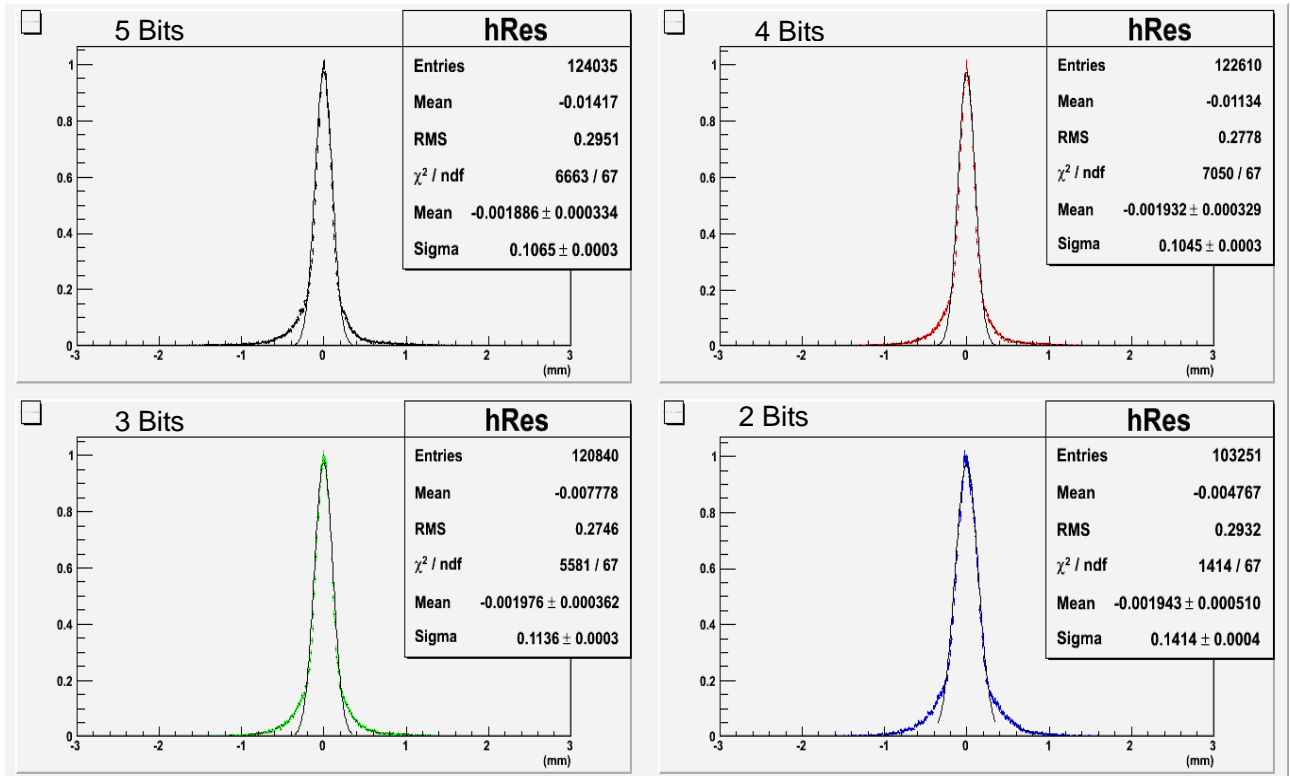 5 Bits
hRes
Entries 124035
Mean -0.01417
RMS 0.2951
χ² / ndf 6663 / 67
Mean -0.001886 ± 0.000334
Sigma 0.1065 ± 0.0003
1
0.8
0.6
0.4
0.2
0
-3 -2 -1 0 1 2 3
(mm)
4 Bits
hRes
Entries 122610
Mean -0.01134
RMS 0.2778
χ² / ndf 7050 / 67
Mean -0.001932 ± 0.000329
Sigma 0.1045 ± 0.0003
1
0.8
0.6
0.4
0.2
0
-3 -2 -1 0 1 2 3
(mm)
3 Bits
hRes
Entries 120840
Mean -0.007778
RMS 0.2746
χ² / ndf 5581 / 67
Mean -0.001976 ± 0.000362
Sigma 0.1136 ± 0.0003
1
0.8
0.6
0.4
0.2
0
-3 -2 -1 0 1 2 3
(mm)
2 Bits
hRes
Entries 103251
Mean -0.004767
RMS 0.2932
χ² / ndf 1414 / 67
Mean -0.001943 ± 0.000510
Sigma 0.1414 ± 0.0004
1
0.8
0.6
0.4
0.2
0
-3 -2 -1 0 1 2 3
(mm)